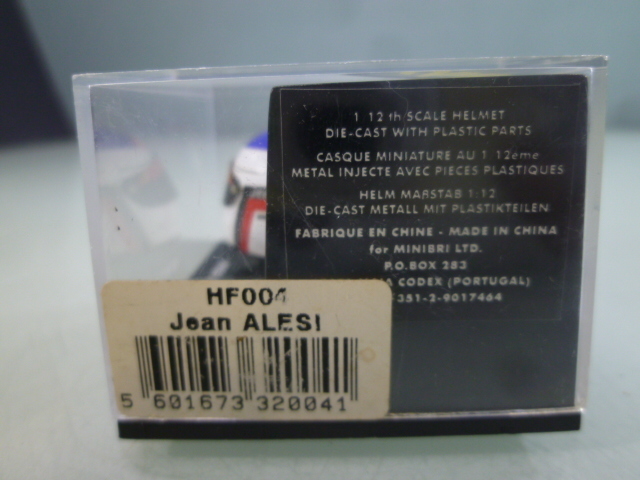 1 12 th SCALE HELMET
DIE-CAST WITH PLASTIC PARTS
CASQUE MINIATURE AU 1 12ème
METAL INJECTE AVEC PIECES PLASTIQUES
HELM MARSTAB 1:12
DIE-CAST METALL MIT PLASTIKTEILEN
FABRIQUE EN CHINE - MADE IN CHINA
for MINIBRI LTD.
P.O.BOX 283
CODEX (PORTUGAL)
351-2-9017464
HF004
Jean ALESI
5 601673 320041